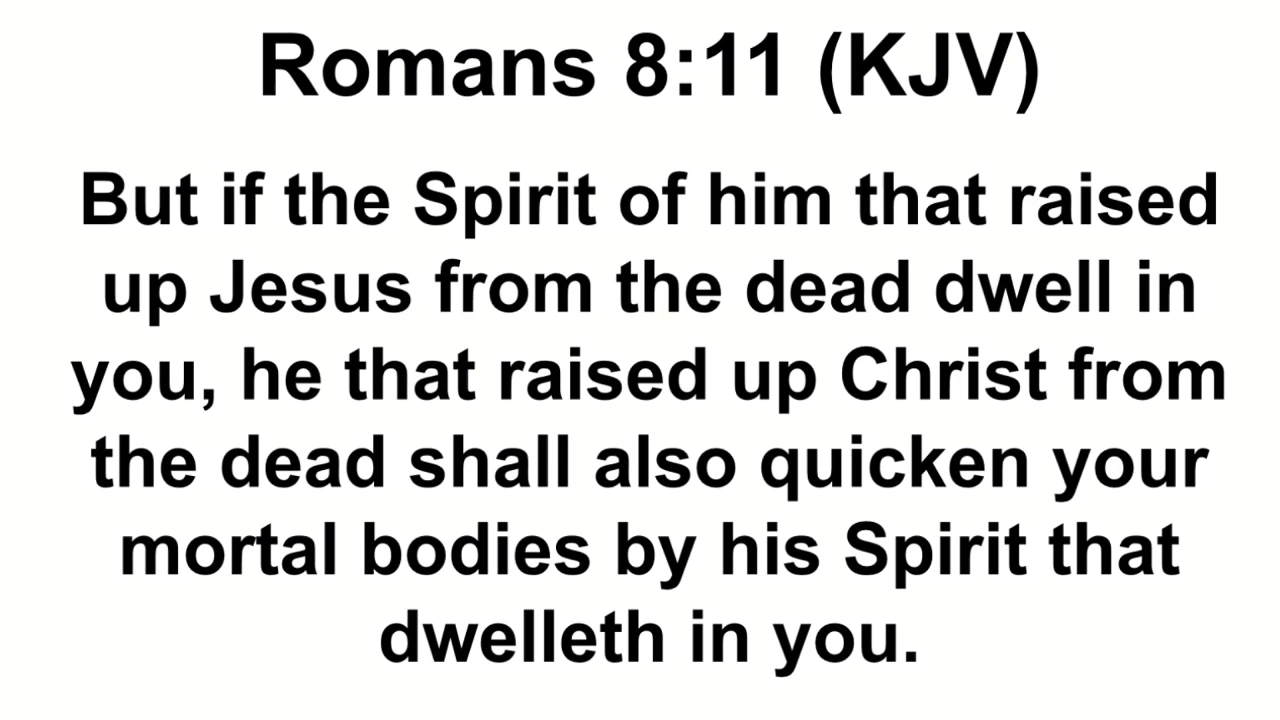 Romans 8:11 (KJV)
But if the Spirit of him that raised
up Jesus from the dead dwell in
you, he that raised up Christ from
the dead shall also quicken your
mortal bodies by his Spirit that
dwelleth in you.